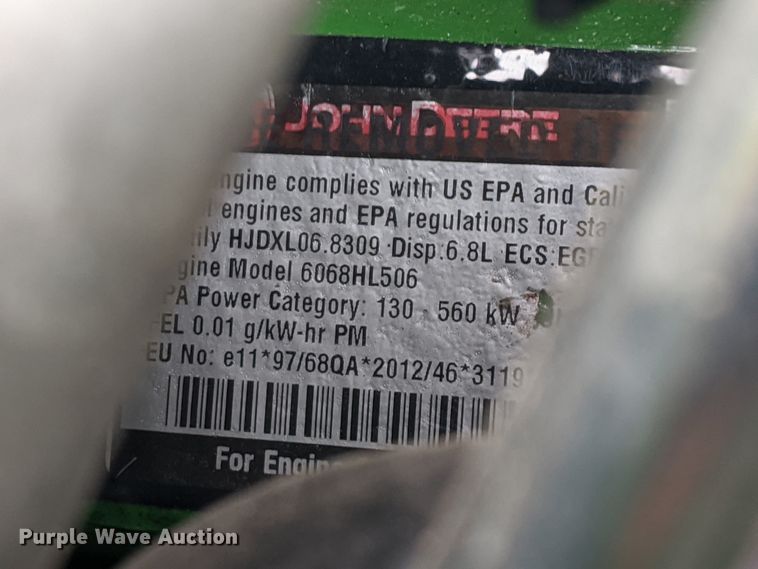 JOHN DEERE
ngine complies with US EPA and Cali
engines and EPA regulations for sta
ily HJDXL06.8309 Disp:6.8L ECS:EG
gine Model 6068HL506
PA Power Category: 130 - 560 kW
FEL 0.01 g/kW-hr PM
EU No: e11*97/68QA*2012/46*3119
For Engin
Purple Wave Auction